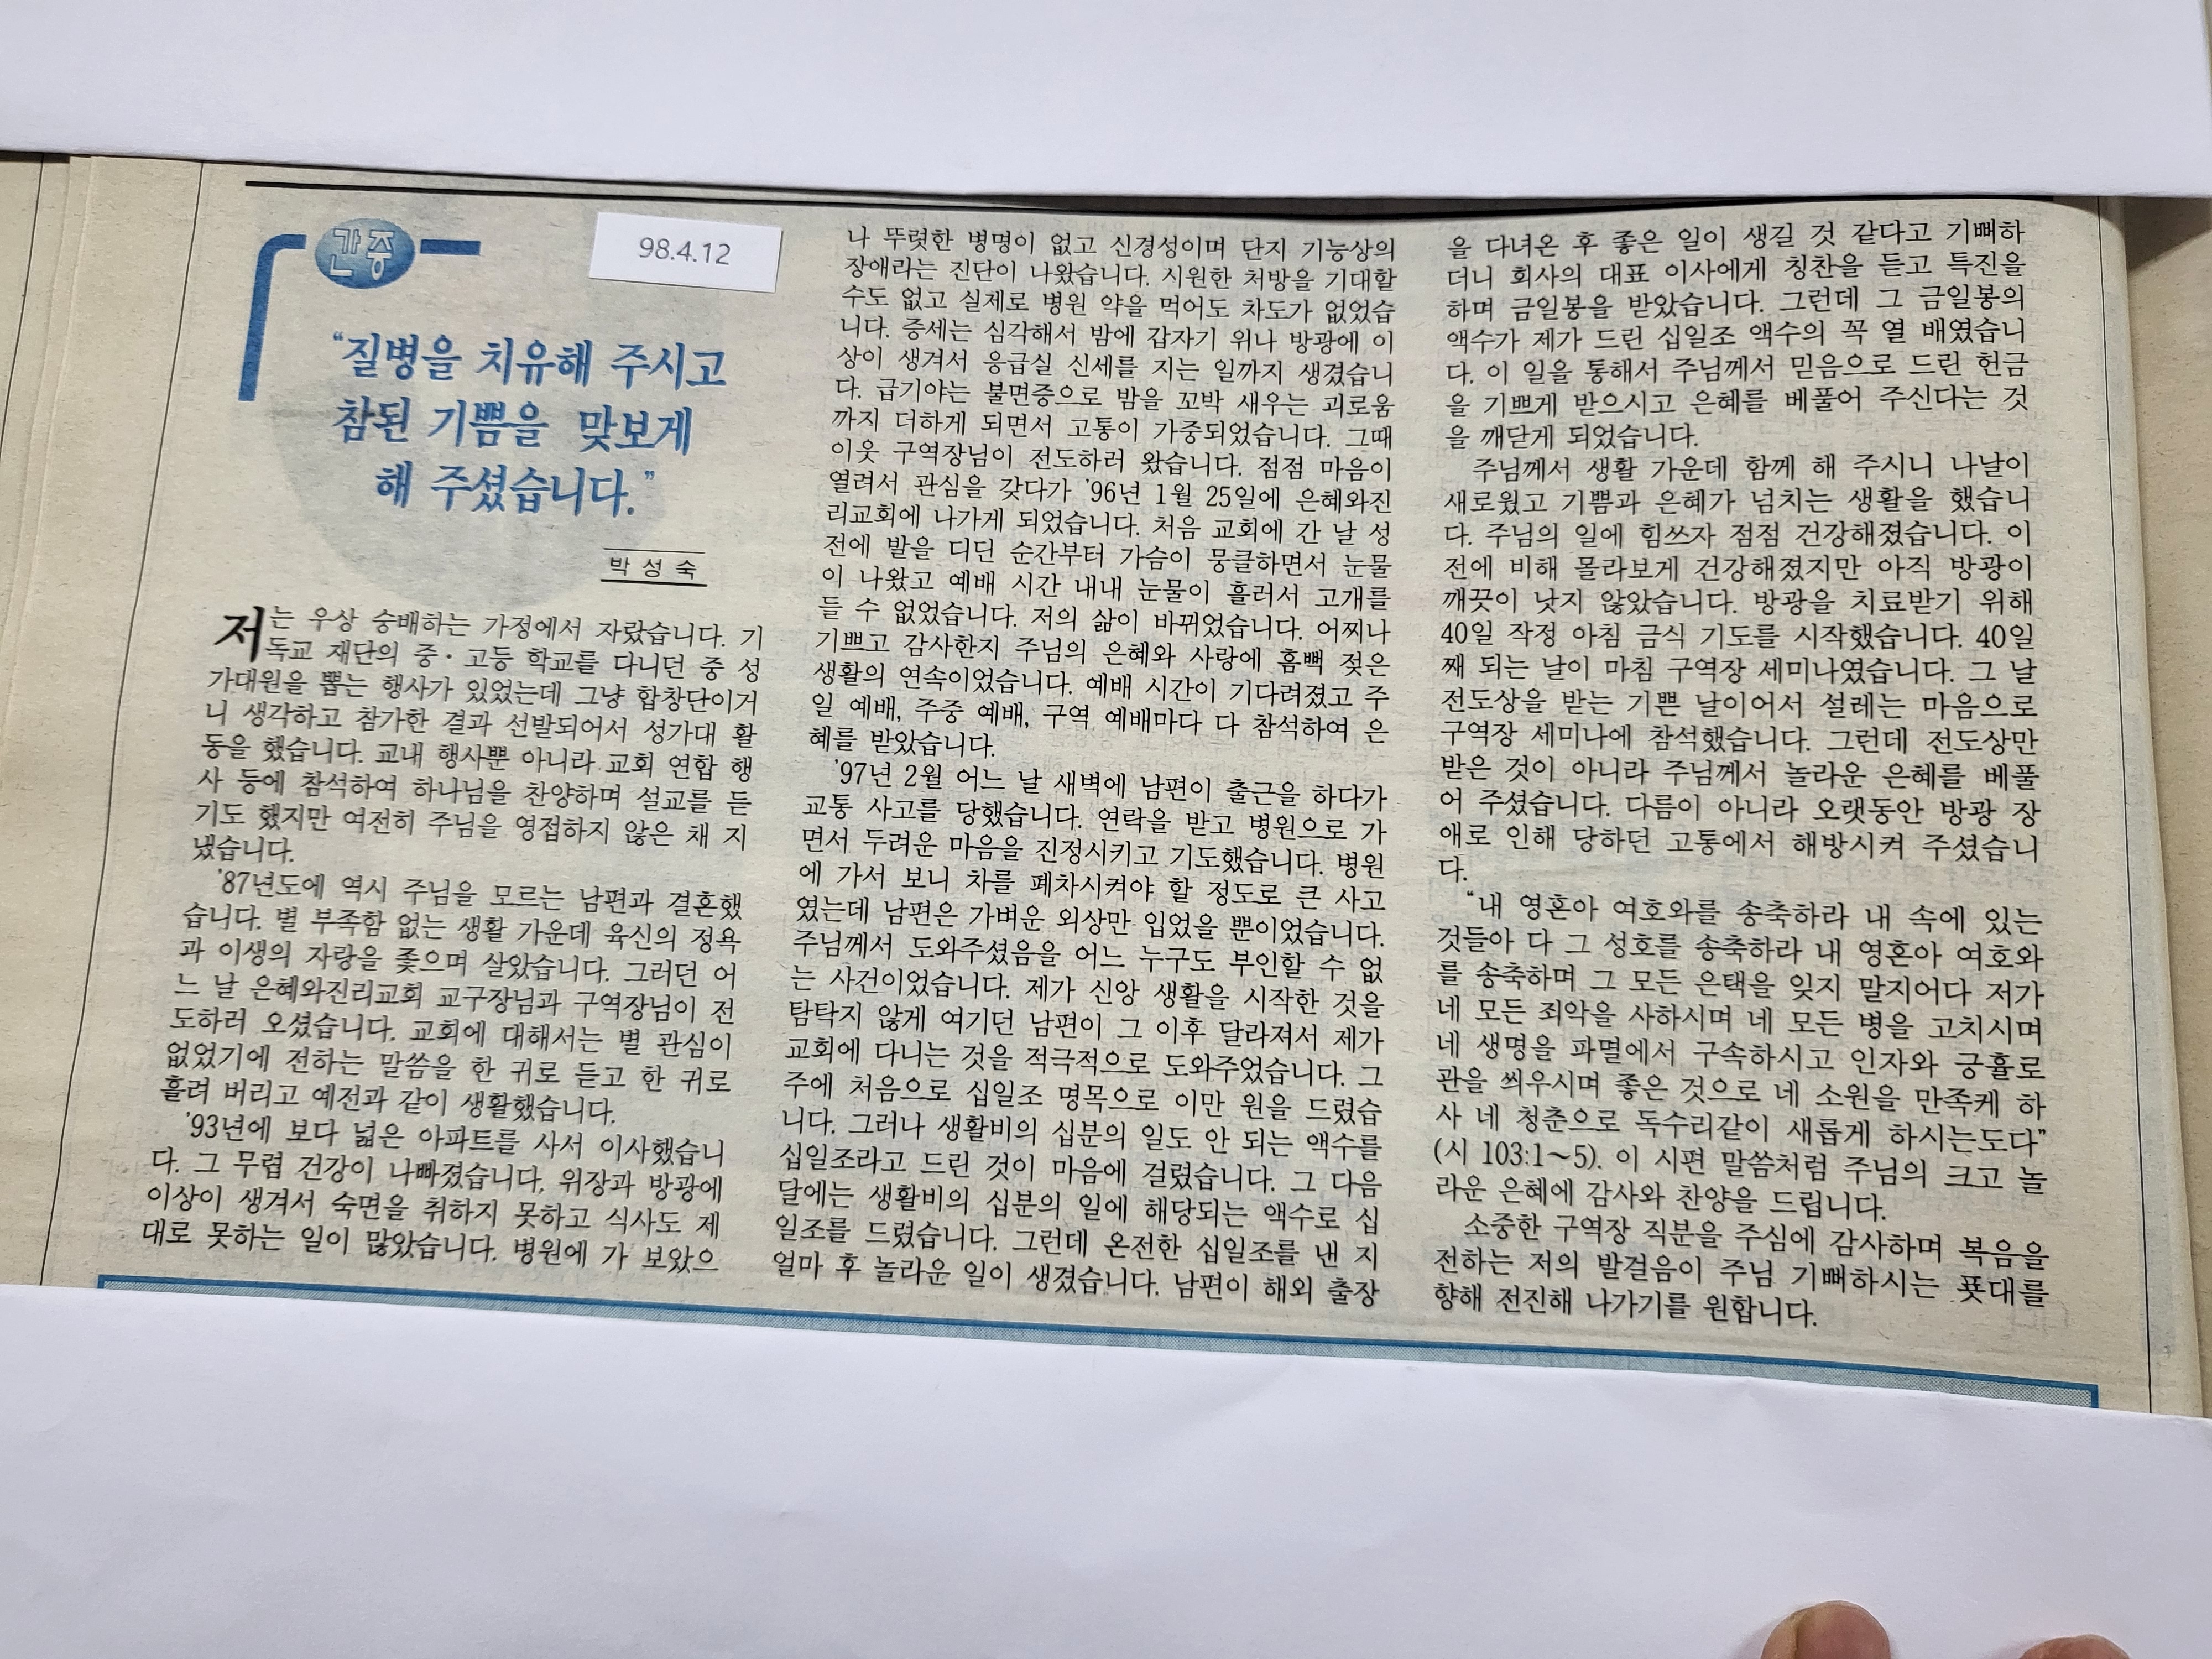 간증
98.4.12
“질병을 치유해 주시고
참된 기쁨을 맛보게
해 주셨습니다.”
박성숙
저는 우상 숭배하는 가정에서 자랐습니다. 기
독교 재단의 중·고등 학교를 다니던 중 성
가대원을 뽑는 행사가 있었는데 그냥 합창단이거
니 생각하고 참가한 결과 선발되어서 성가대 활
동을 했습니다. 교내 행사뿐 아니라 교회 연합 행
사 등에 참석하여 하나님을 찬양하며 설교를 듣
기도 했지만 여전히 주님을 영접하지 않은 채 지
냈습니다.
'87년도에 역시 주님을 모르는 남편과 결혼했
습니다. 별 부족함 없는 생활 가운데 육신의 정욕
과 이생의 자랑을 좇으며 살았습니다. 그러던 어
느 날 은혜와진리교회 교구장님과 구역장님이 전
도하러 오셨습니다. 교회에 대해서는 별 관심이
없었기에 전하는 말씀을 한 귀로 듣고 한 귀로
흘려 버리고 예전과 같이 생활했습니다.
'93년에 보다 넓은 아파트를 사서 이사했습니
다. 그 무렵 건강이 나빠졌습니다. 위장과 방광에
이상이 생겨서 숙면을 취하지 못하고 식사도 제
대로 못하는 일이 많았습니다. 병원에 가 보았으
나 뚜렷한 병명이 없고 신경성이며 단지 기능상의
장애라는 진단이 나왔습니다. 시원한 처방을 기대할
수도 없고 실제로 병원 약을 먹어도 차도가 없었습
니다. 증세는 심각해서 밤에 갑자기 위나 방광에 이
상이 생겨서 응급실 신세를 지는 일까지 생겼습니
다. 급기야는 불면증으로 밤을 꼬박 새우는 괴로움
까지 더하게 되면서 고통이 가중되었습니다. 그때
이웃 구역장님이 전도하러 왔습니다. 점점 마음이
열려서 관심을 갖다가 '96년 1월 25일에 은혜와진
리교회에 나가게 되었습니다. 처음 교회에 간 날 성
전에 발을 디딘 순간부터 가슴이 뭉클하면서 눈물
이 나왔고 예배 시간 내내 눈물이 흘러서 고개를
들 수 없었습니다. 저의 삶이 바뀌었습니다. 어찌나
기쁘고 감사한지 주님의 은혜와 사랑에 흠뻑 젖은
생활의 연속이었습니다. 예배 시간이 기다려졌고 주
일 예배, 주중 예배, 구역 예배마다 다 참석하여 은
혜를 받았습니다.
'97년 2월 어느 날 새벽에 남편이 출근을 하다가
교통 사고를 당했습니다. 연락을 받고 병원으로 가
면서 두려운 마음을 진정시키고 기도했습니다. 병원
에 가서 보니 차를 폐차시켜야 할 정도로 큰 사고
였는데 남편은 가벼운 외상만 입었을 뿐이었습니다.
주님께서 도와주셨음을 어느 누구도 부인할 수 없
는 사건이었습니다. 제가 신앙 생활을 시작한 것을
탐탁지 않게 여기던 남편이 그 이후 달라져서 제가
교회에 다니는 것을 적극적으로 도와주었습니다. 그
주에 처음으로 십일조 명목으로 이만 원을 드렸습
니다. 그러나 생활비의 십분의 일도 안 되는 액수를
십일조라고 드린 것이 마음에 걸렸습니다. 그 다음
달에는 생활비의 십분의 일에 해당되는 액수로 십
일조를 드렸습니다. 그런데 온전한 십일조를 낸 지
얼마 후 놀라운 일이 생겼습니다. 남편이 해외 출장
을 다녀온 후 좋은 일이 생길 것 같다고 기뻐하
더니 회사의 대표 이사에게 칭찬을 듣고 특진을
하며 금일봉을 받았습니다. 그런데 그 금일봉의
액수가 제가 드린 십일조 액수의 꼭 열 배였습니
다. 이 일을 통해서 주님께서 믿음으로 드린 헌금
을 기쁘게 받으시고 은혜를 베풀어 주신다는 것
을 깨닫게 되었습니다.
주님께서 생활 가운데 함께 해 주시니 나날이
새로웠고 기쁨과 은혜가 넘치는 생활을 했습니
다. 주님의 일에 힘쓰자 점점 건강해졌습니다. 이
전에 비해 몰라보게 건강해졌지만 아직 방광이
깨끗이 낫지 않았습니다. 방광을 치료받기 위해
40일 작정 아침 금식 기도를 시작했습니다. 40일
째 되는 날이 마침 구역장 세미나였습니다. 그 날
전도상을 받는 기쁜 날이어서 설레는 마음으로
구역장 세미나에 참석했습니다. 그런데 전도상만
받은 것이 아니라 주님께서 놀라운 은혜를 베풀
어 주셨습니다. 다름이 아니라 오랫동안 방광 장
애로 인해 당하던 고통에서 해방시켜 주셨습니
다.
“내 영혼아 여호와를 송축하라 내 속에 있는
것들아 다 그 성호를 송축하라 내 영혼아 여호와
를 송축하며 그 모든 은택을 잊지 말지어다 저가
네 모든 죄악을 사하시며 네 모든 병을 고치시며
네 생명을 파멸에서 구속하시고 인자와 긍휼로
관을 씌우시며 좋은 것으로 네 소원을 만족케 하
사 네 청춘으로 독수리같이 새롭게 하시는도다”
(시 103:1~5). 이 시편 말씀처럼 주님의 크고 놀
라운 은혜에 감사와 찬양을 드립니다.
소중한 구역장 직분을 주심에 감사하며 복음을
전하는 저의 발걸음이 주님 기뻐하시는 푯대를
향해 전진해 나가기를 원합니다.